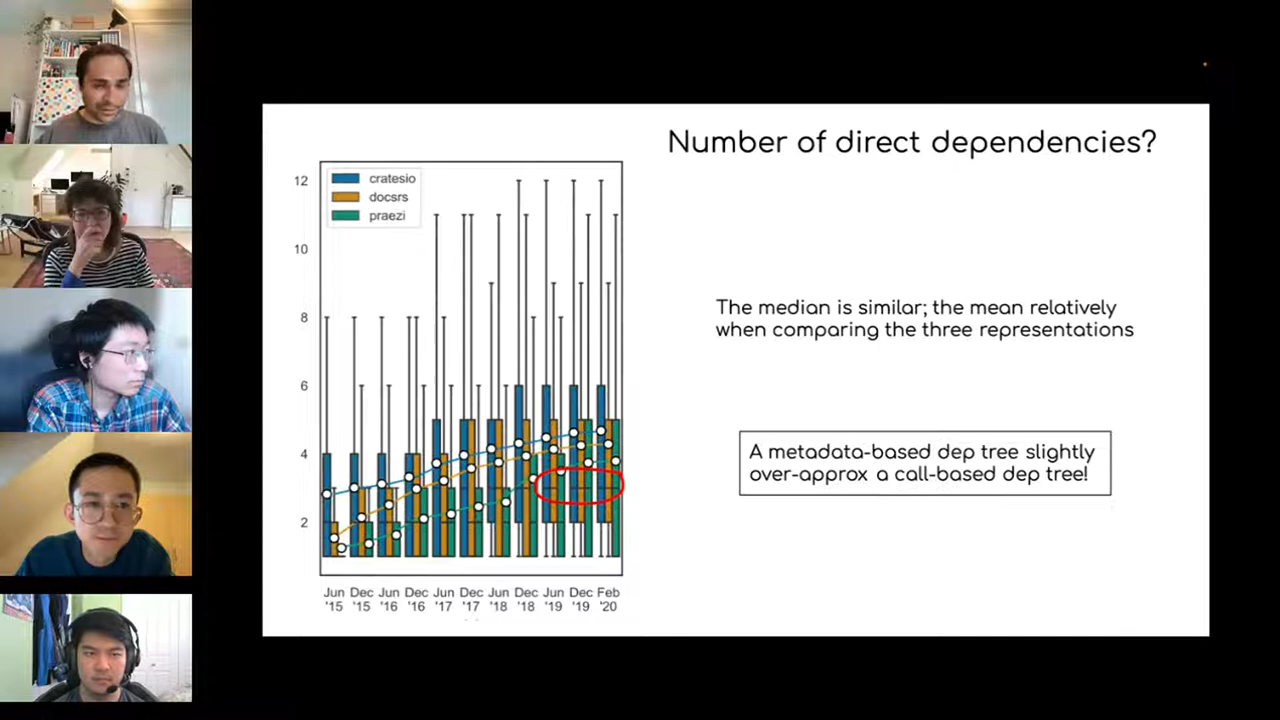 Number of direct dependencies?
12
10
8
6
4
2
cratesio
docsrs
praezi
Jun Dec Jun Dec Jun Dec Jun Dec Jun Dec Feb
'15 '15 '16 '16 '17 '17 '18 '18 '19 '19 '20
The median is similar; the mean relatively
when comparing the three representations
A metadata-based dep tree slightly
over-approx a call-based dep tree!